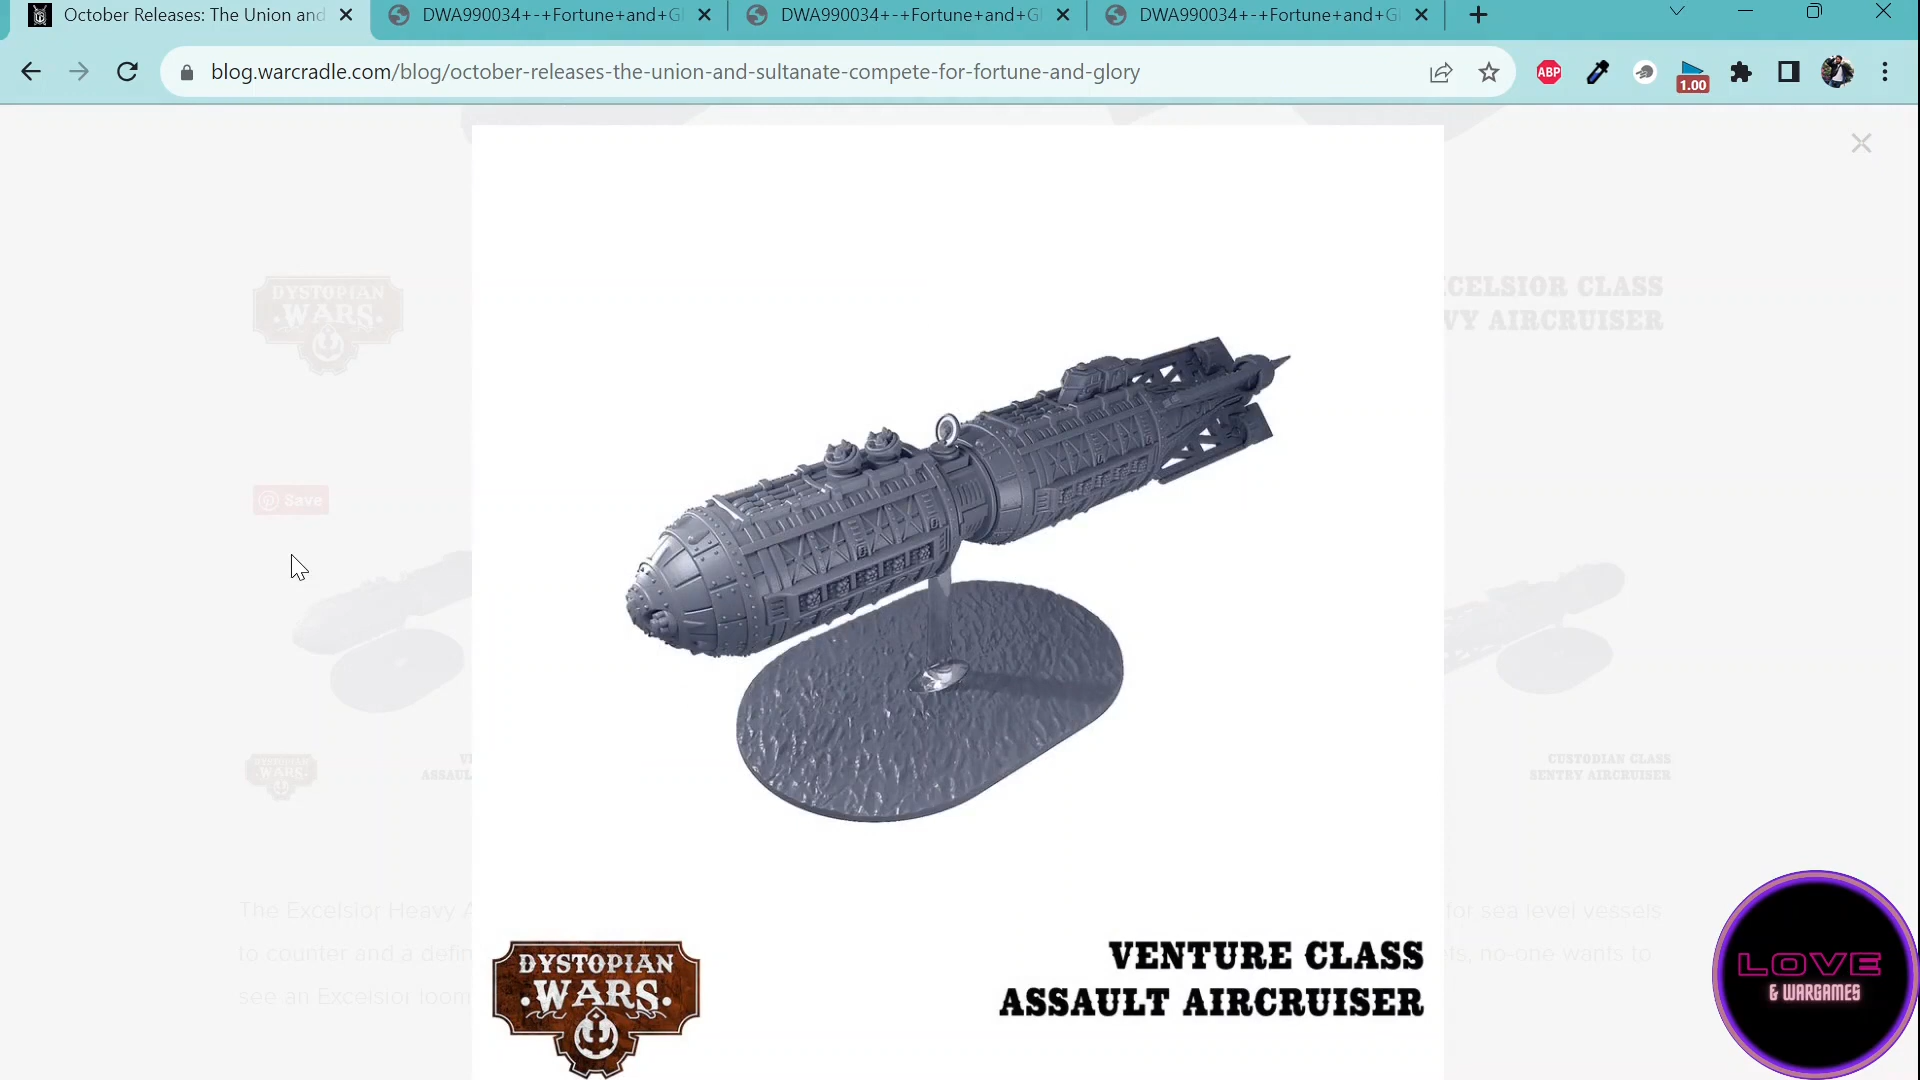 October Releases: The Union and
DWA990034+-+Fortune+and+G
DWA990034+-+Fortune+and+G
DWA990034+-+Fortune+and+G
blog.warcradle.com/blog/october-releases-the-union-and-sultanate-compete-for-fortune-and-glory
ABP
1.00
DYSTOPIAN
WARS
CELSIOR CLASS
VY AIRCRUISER
Save
VE
ASSAULT
CUSTODIAN CLASS
SENTRY AIRCRUISER
The Excelsior Heavy A
for sea level vessels
to counter and a defin
ts, no-one wants to
see an Excelsior loom
DYSTOPIAN
·WARS·
VENTURE CLASS
ASSAULT AIRCRUISER
LOVE
& WARGAMES